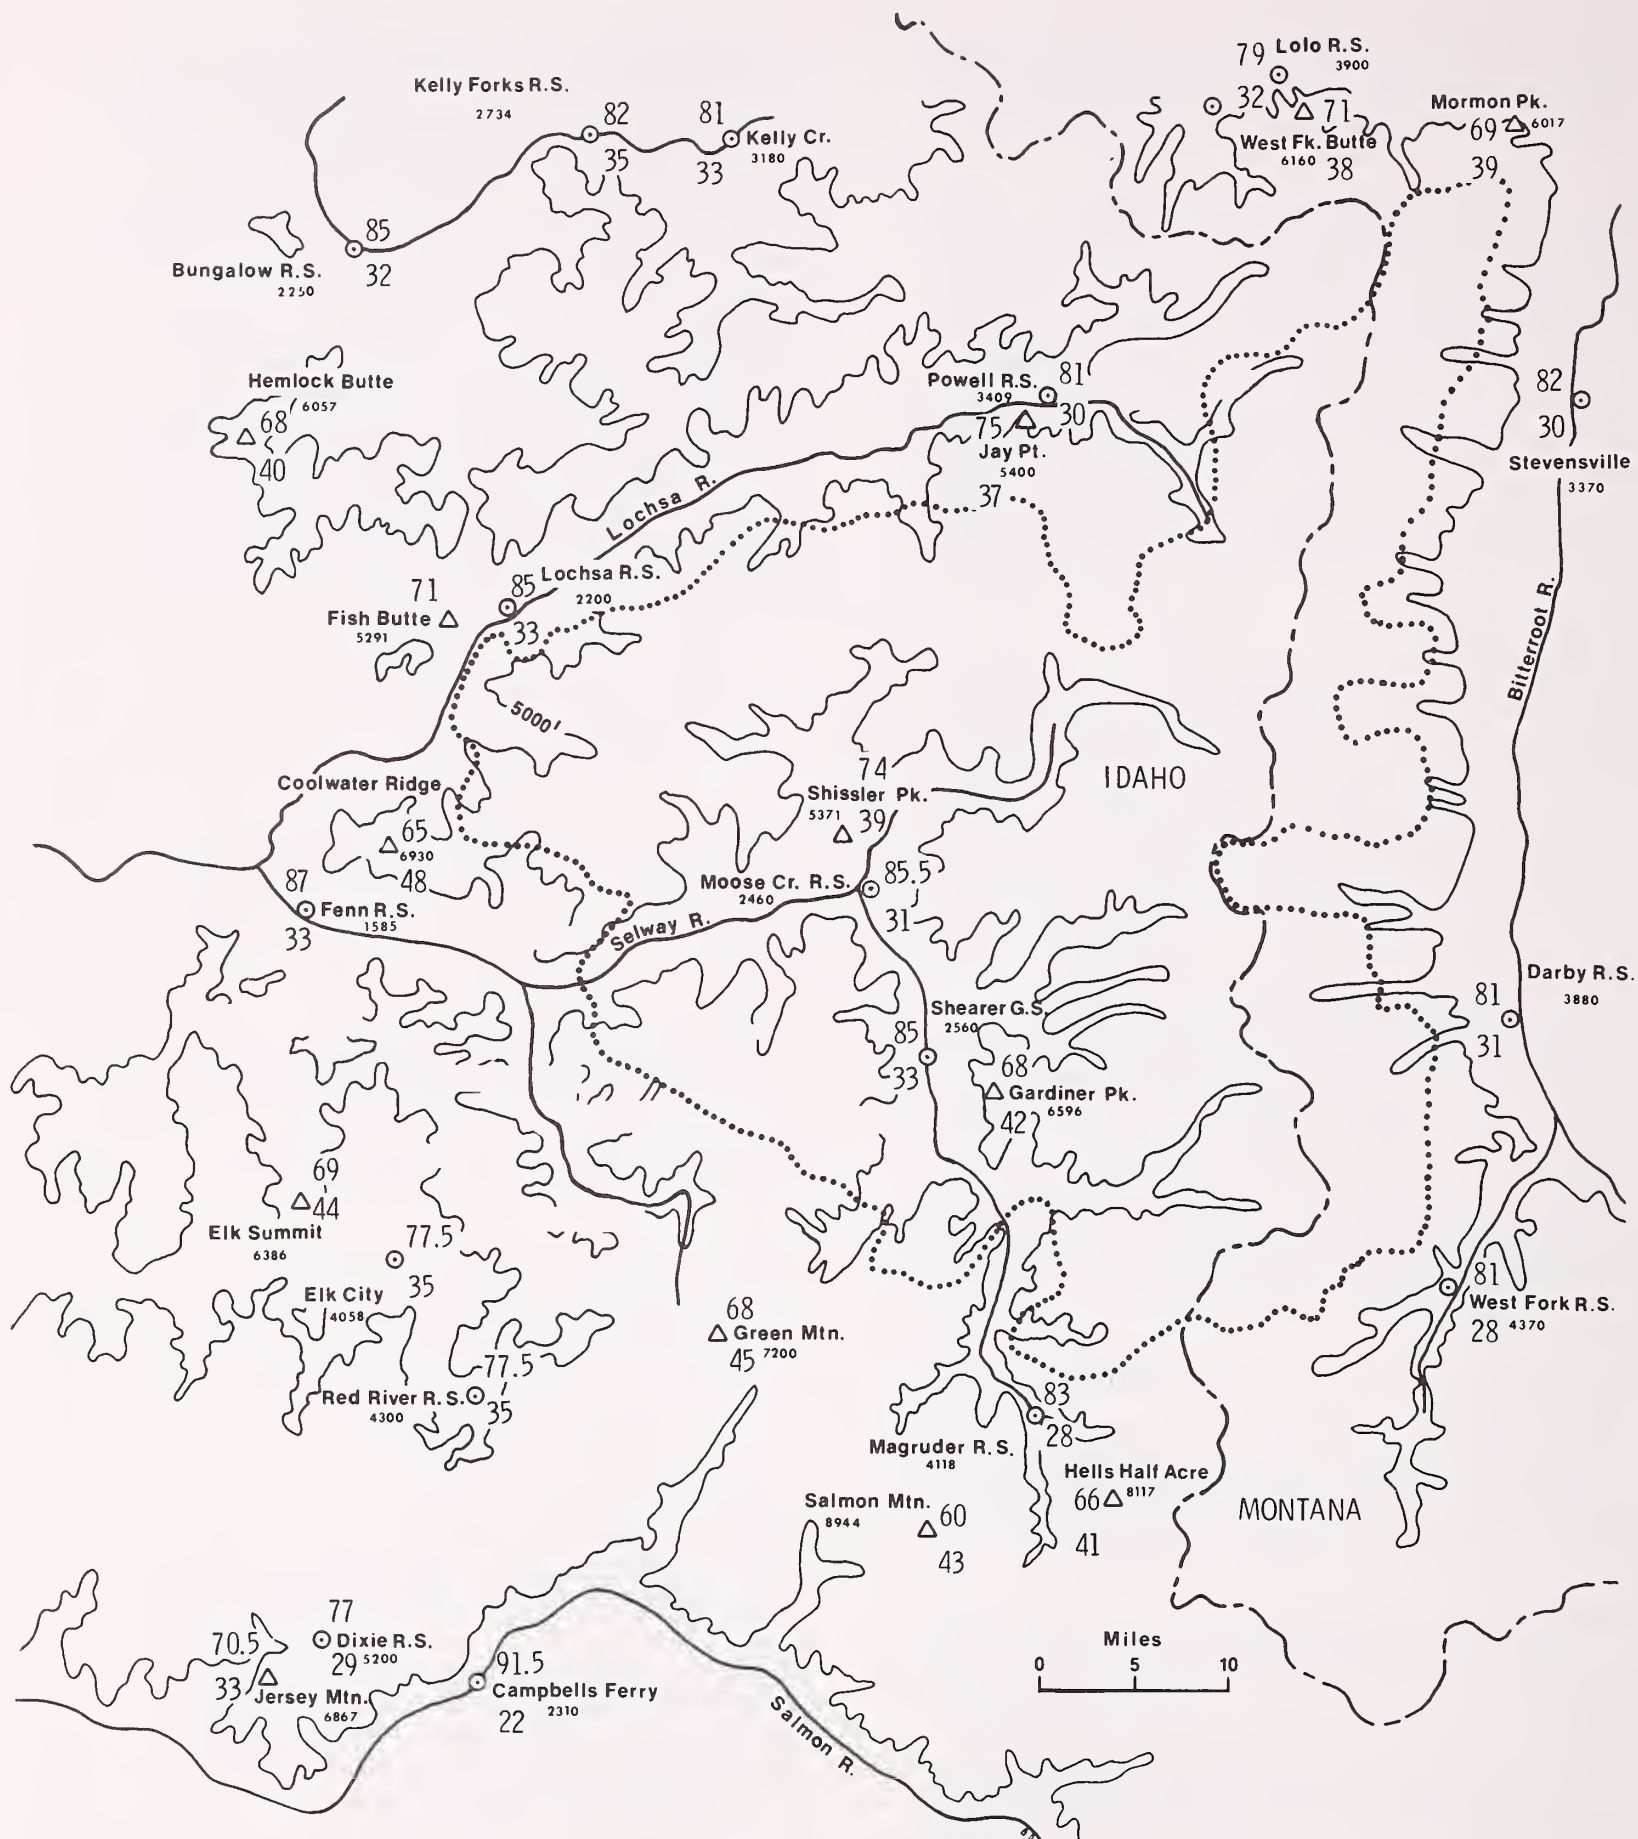 79 Lolo R.S.
3900
32
Kelly Forks R.S.
2734
82
35
81
Kelly Cr.
3180
33
71
West Fk. Butte
6160
38
Mormon Pk.
69
6017
39
85
Bungalow R.S.
2250
32
Hemlock Butte
6057
68
40
Powell R.S.
3409
81
30
75
Jay Pt.
5400
37
82
30
Stevensville
3370
Lochsa R.
Lochsa R.S.
2200
85
33
71
Fish Butte
5291
5000'
Bitterroot R.
IDAHO
74
Shissler Pk.
5371
39
Coolwater Ridge
65
6930
48
87
Fenn R.S.
1585
33
Moose Cr. R.S.
2460
85.5
31
Selway R.
Darby R.S.
3880
81
31
Shearer G.S.
2560
85
33
68
Gardiner Pk.
6596
42
69
44
Elk Summit
6386
77.5
35
Elk City
4058
81
West Fork R.S.
4370
28
68
Green Mtn.
7200
45
77.5
Red River R.S.
4300
35
83
28
Magruder R.S.
4118
Hells Half Acre
8117
66
41
Salmon Mtn.
8944
60
43
MONTANA
77
Dixie R.S.
5200
29
70.5
33
Jersey Mtn.
6867
91.5
Campbells Ferry
2310
22
Salmon R.
Miles
0 5 10